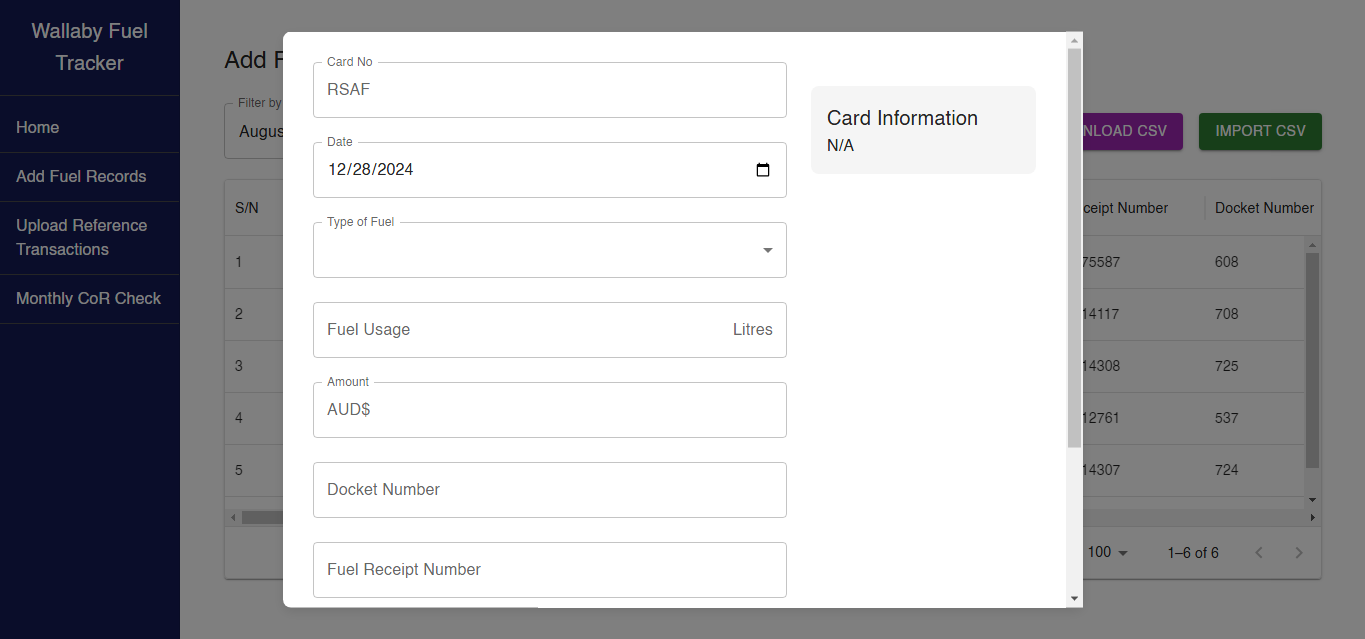 Wallaby Fuel
Tracker
Home
Add Fuel Records
Upload Reference
Transactions
Monthly CoR Check
Add F
Filter by
Augus
NLOAD CSV
IMPORT CSV
S/N
ceipt Number
Docket Number
1
75587
608
2
14117
708
3
14308
725
4
12761
537
5
14307
724
100
1–6 of 6
Card No
RSAF
Date
12/28/2024
Type of Fuel
Fuel Usage
Litres
Amount
AUD$
Docket Number
Fuel Receipt Number
Card Information
N/A